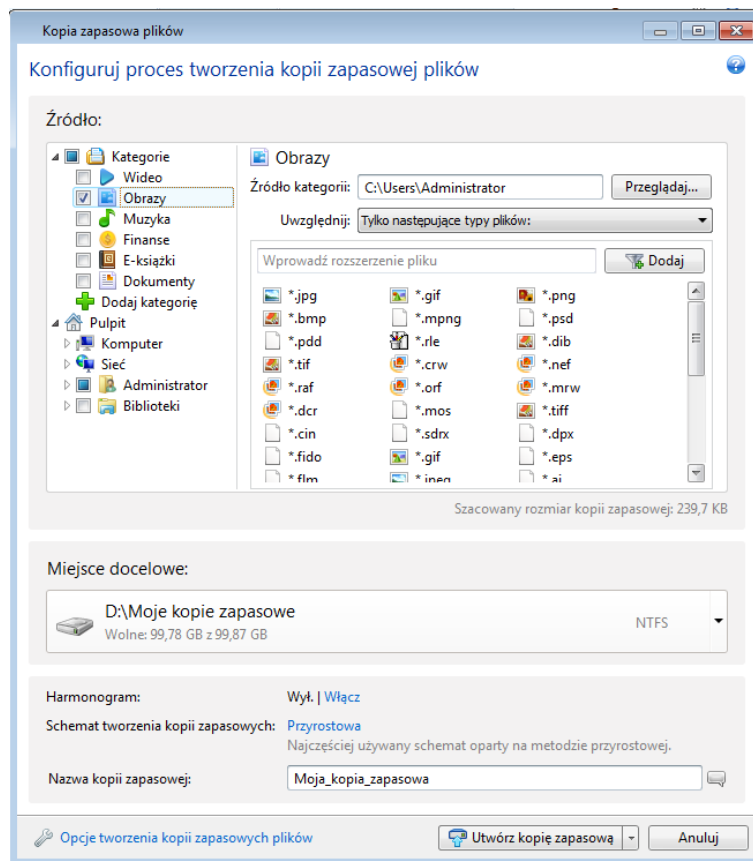 Kopia zapasowa plików
Konfiguruj proces tworzenia kopii zapasowej plików
Źródło:
Kategorie
Wideo
Obrazy
Muzyka
Finanse
E-książki
Dokumenty
Dodaj kategorię
Pulpit
Komputer
Sieć
Administrator
Biblioteki
Obrazy
Źródło kategorii: C:\Users\Administrator Przeglądaj...
Uwzględnij: Tylko następujące typy plików:
Wprowadź rozszerzenie pliku Dodaj
*.jpg *.gif *.png
*.bmp *.mpng *.psd
*.pdd *.rle *.dib
*.tif *.crw *.nef
*.raf *.orf *.mrw
*.dcr *.mos *.tiff
*.cin *.sdrx *.dpx
*.fido *.gif *.eps
*.flm *.jpeg *.ai
Szacowany rozmiar kopii zapasowej: 239,7 KB
Miejsce docelowe:
D:\Moje kopie zapasowe
Wolne: 99,78 GB z 99,87 GB
NTFS
Harmonogram: Wył. | Włącz
Schemat tworzenia kopii zapasowych: Przyrostowa
Najczęściej używany schemat oparty na metodzie przyrostowej.
Nazwa kopii zapasowej: Moja_kopia_zapasowa
Opcje tworzenia kopii zapasowych plików Utwórz kopię zapasową Anuluj